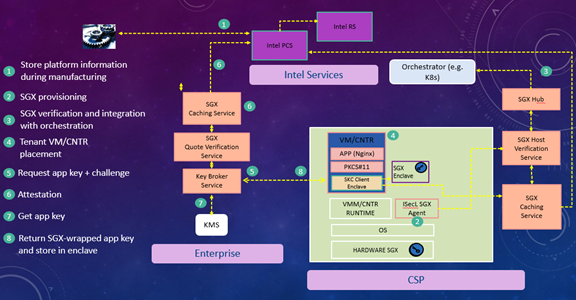 1
Intel RS
Intel PCS
Intel Services
1 Store platform information
during manufacturing
2 SGX provisioning
3 SGX verification and integration
with orchestration
4 Tenant VM/CNTR
placement
5 Request app key + challenge
6 Attestation
7 Get app key
8 Return SGX-wrapped app key
and store in enclave
6
SGX
Caching Service
6
SGX
Quote Verification
Service
Key Broker
Service
5
8
7
KMS
Enterprise
Orchestrator (e.g.
K8s)
3
SGX Hub
SGX Host
Verification
Service
SGX
Caching
Service
VM/CNTR
4
APP (Nginx)
PKCS#11
SKC Client
Enclave
SGX
Enclave
VMM/CNTR
RUNTIME
ISecL SGX
Agent
2
OS
HARDWARE SGX
CSP